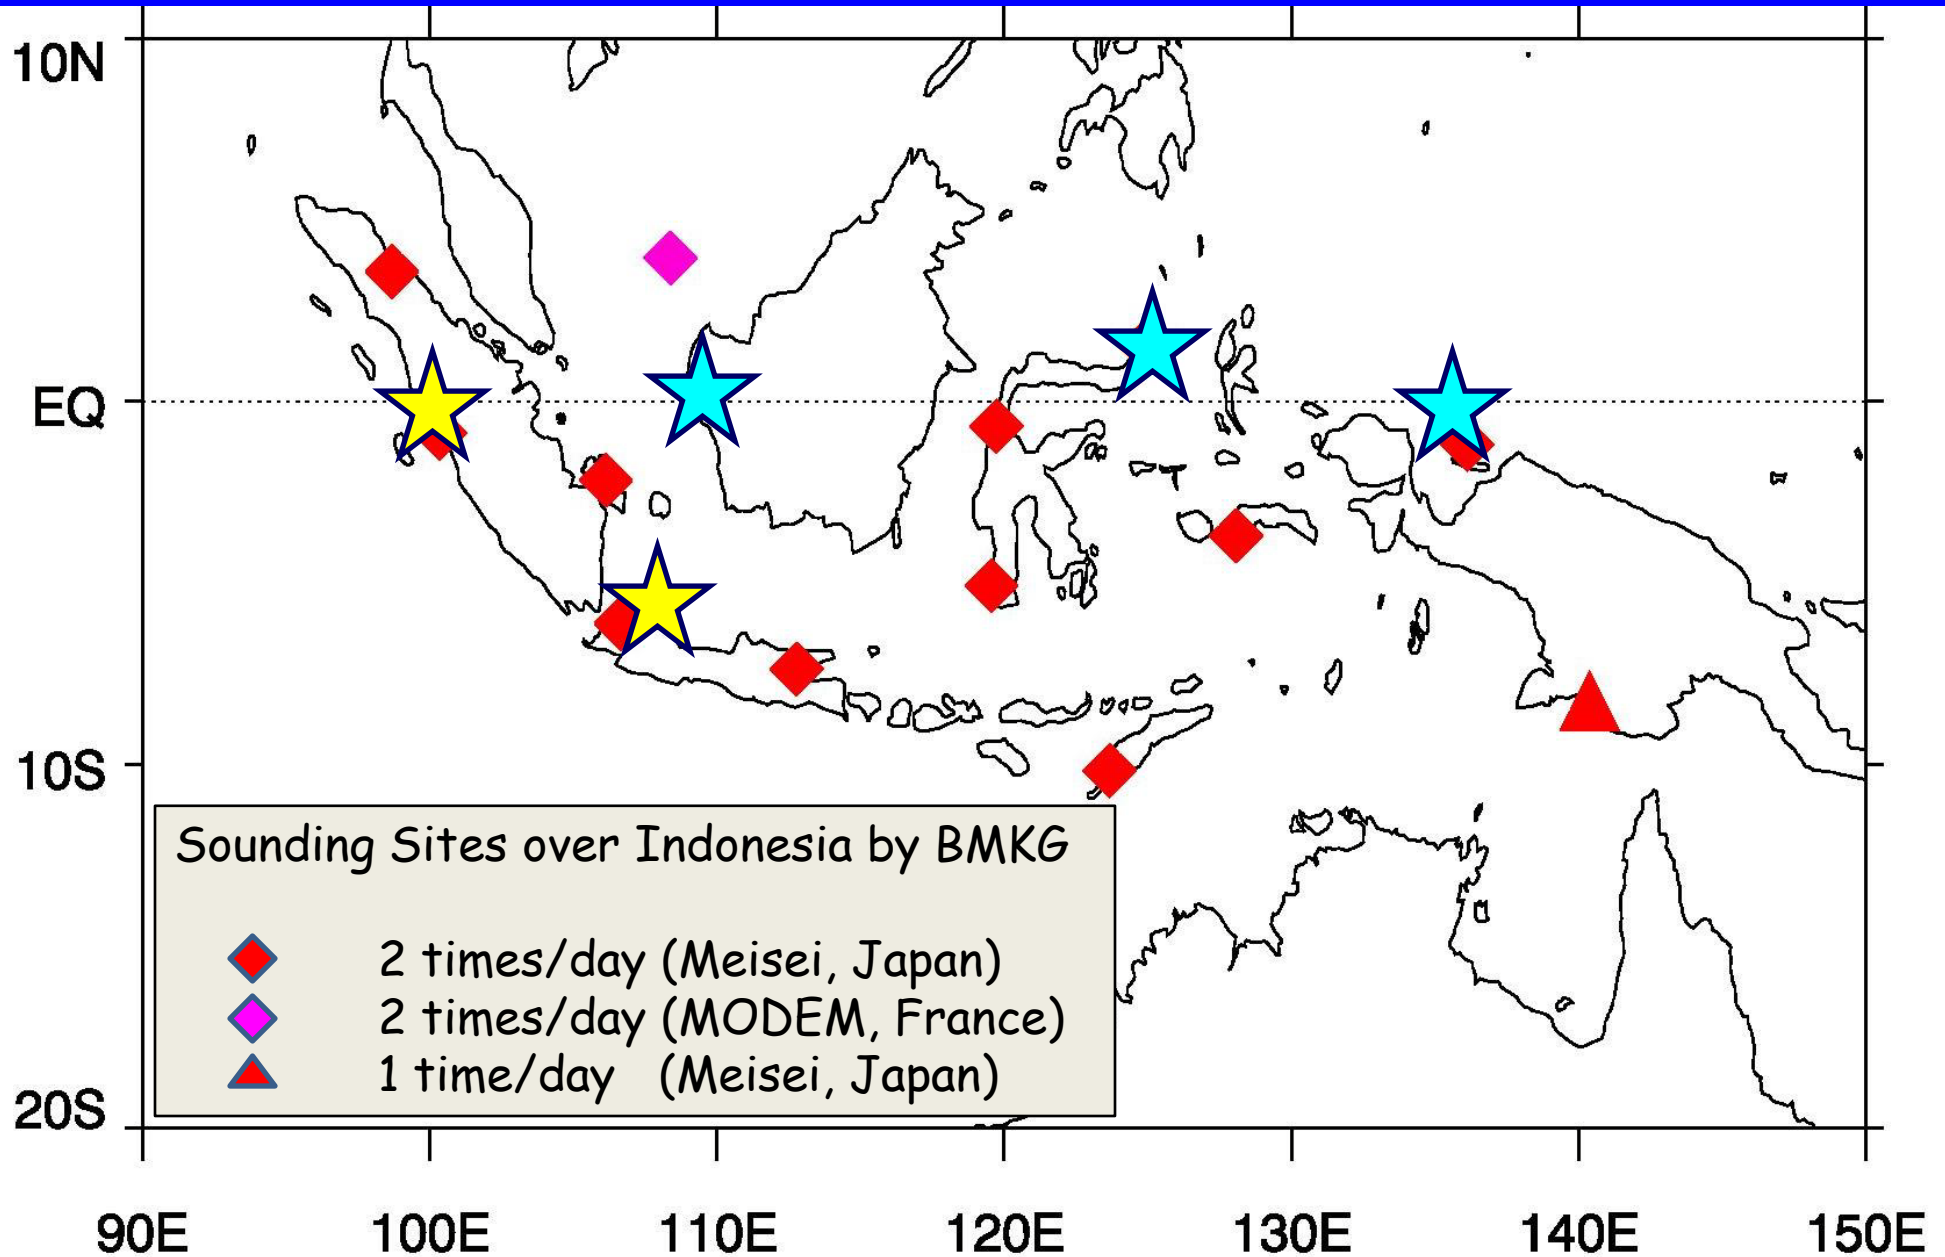 10N
EQ
10S
Sounding Sites over Indonesia by BMKG
2 times/day (Meisei, Japan)
2 times/day (MODEM, France)
1 time/day (Meisei, Japan)
20S
90E 100E 110E 120E 130E 140E 150E